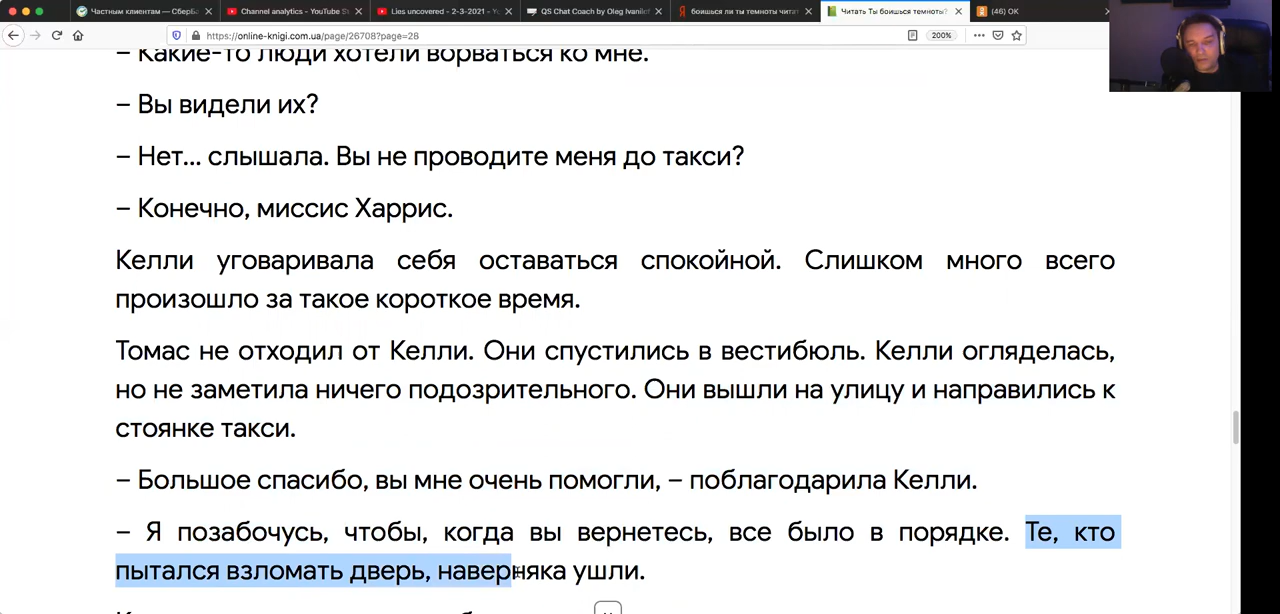 Частным клиентам — СберБа
Channel analytics - YouTube St
Lies uncovered - 2-3-2021 - Y
QS Chat Coach by Oleg Ivanilov
боишься ли ты темноты чита
Читать Ты боишься темноты?
(46) OK
https://online-knigi.com.ua/page/26708?page=28
200%
– Какие-то люди хотели ворваться ко мне.
– Вы видели их?
– Нет... слышала. Вы не проводите меня до такси?
– Конечно, миссис Харрис.
Келли уговаривала себя оставаться спокойной. Слишком много всего
произошло за такое короткое время.
Томас не отходил от Келли. Они спустились в вестибюль. Келли огляделась,
но не заметила ничего подозрительного. Они вышли на улицу и направились к
стоянке такси.
– Большое спасибо, вы мне очень помогли, – поблагодарила Келли.
– Я позабочусь, чтобы, когда вы вернетесь, все было в порядке. Те, кто
пытался взломать дверь, наверняка ушли.